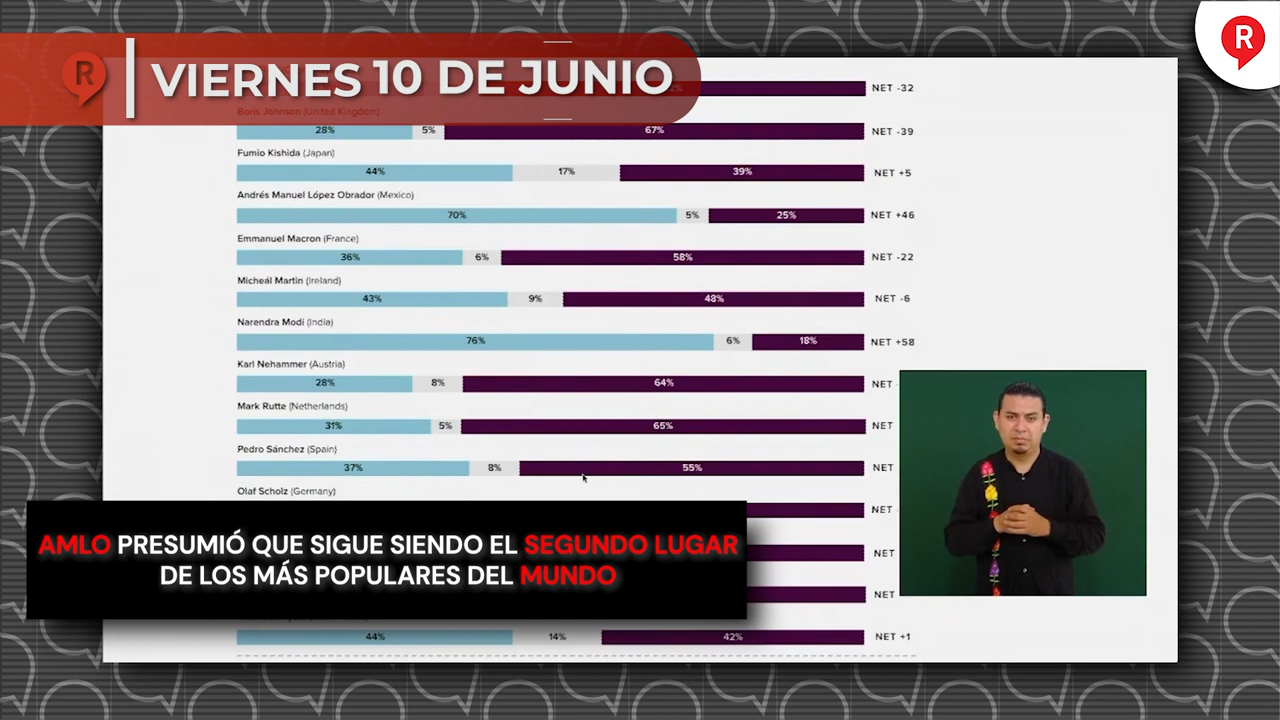 R
R
VIERNES 10 DE JUNIO
NET -32
Boris Johnson (United Kingdom)
28% 5% 67% NET -39
Fumio Kishida (Japan)
44% 17% 39% NET +5
Andrés Manuel López Obrador (Mexico)
70% 5% 25% NET +46
Emmanuel Macron (France)
36% 6% 58% NET -22
Micheál Martin (Ireland)
43% 9% 48% NET -6
Narendra Modi (India)
76% 6% 18% NET +58
Karl Nehammer (Austria)
28% 8% 64% NET -
Mark Rutte (Netherlands)
31% 5% 65% NET
Pedro Sánchez (Spain)
37% 8% 55% NET
Olaf Scholz (Germany)
NET -
NET
NET
AMLO PRESUMIÓ QUE SIGUE SIENDO EL SEGUNDO LUGAR
DE LOS MÁS POPULARES DEL MUNDO
44% 14% 42% NET +1